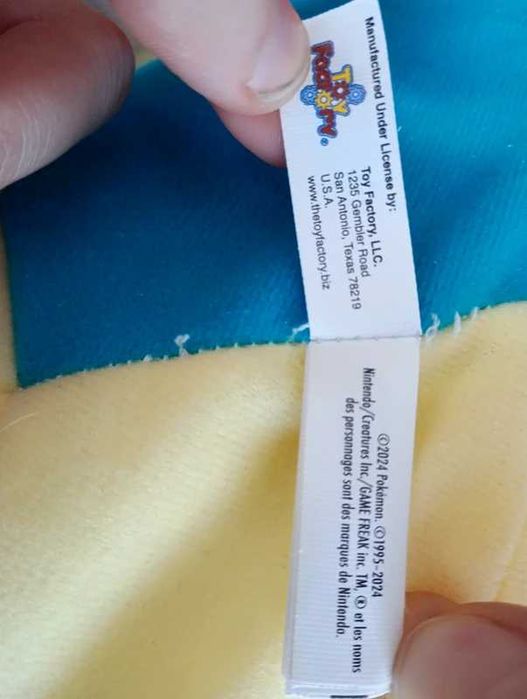 Manufactured Under License by:
Toy Factory
®
Toy Factory, LLC.
1235 Gembler Road
San Antonio, Texas 78219
U.S.A.
www.thetoyfactory.biz
©2024 Pokémon. ©1995-2024
Nintendo/Creatures Inc./GAME FREAK inc. TM, ® et les noms
des personnages sont des marques de Nintendo.